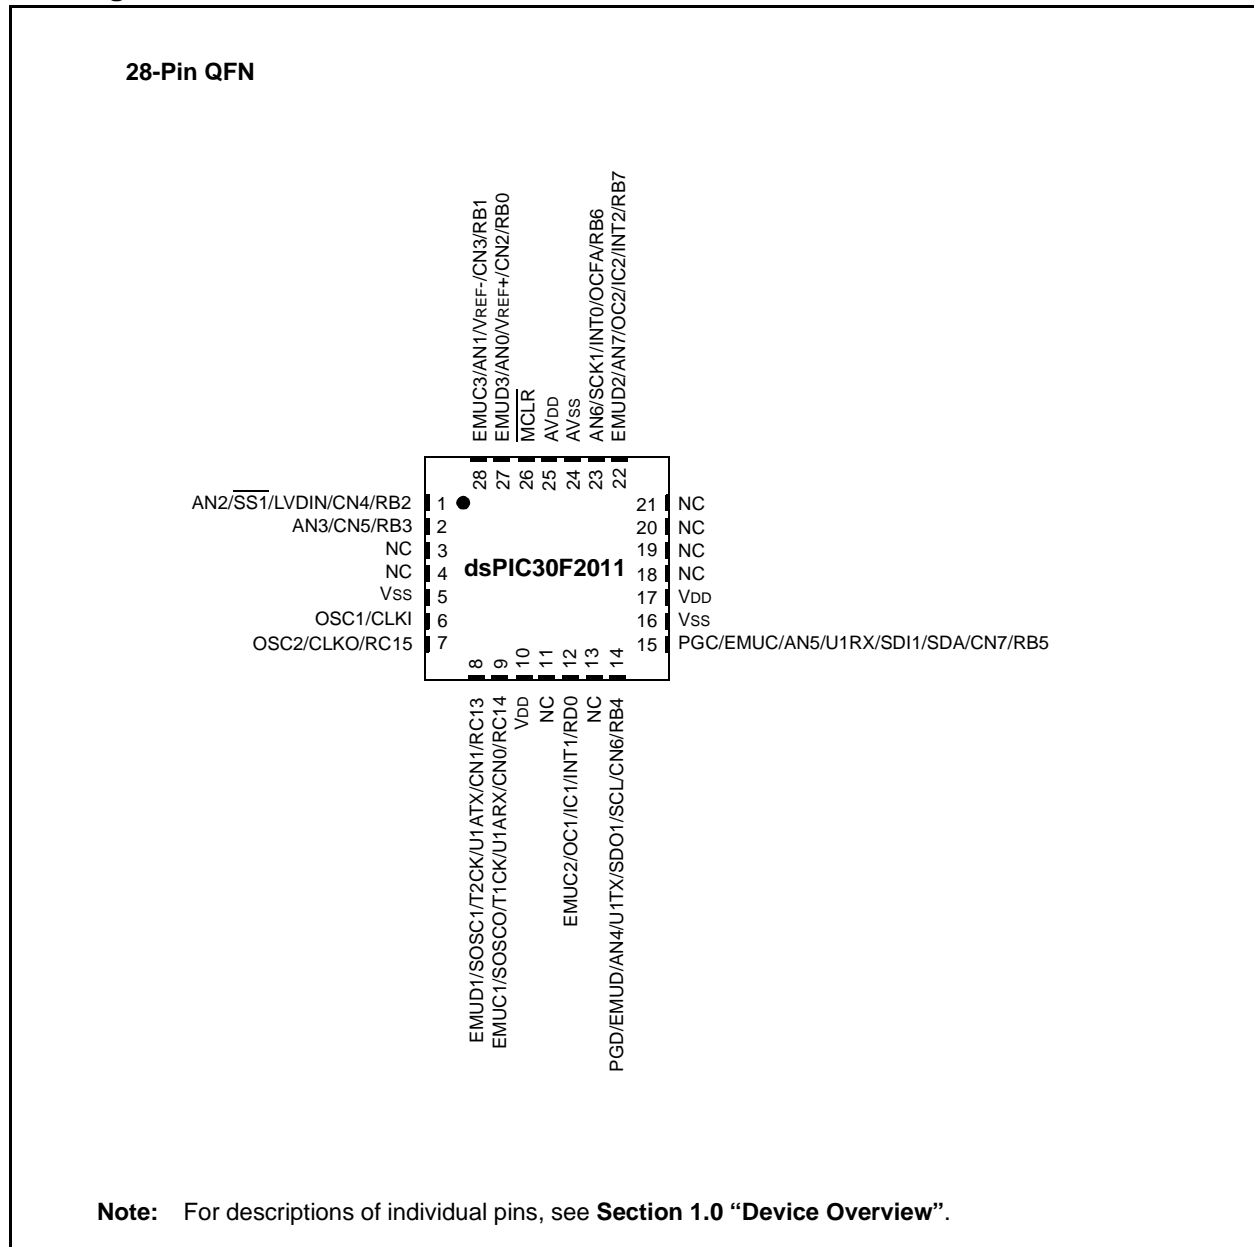 28-Pin QFN
EMUC3/AN1/VREF-/CN3/RB1
EMUD3/AN0/VREF+/CN2/RB0
MCLR
AVDD
AVSS
AN6/SCK1/INT0/OCFA/RB6
EMUD2/AN7/OC2/IC2/INT2/RB7
28
27
26
25
24
23
22
AN2/SS1/LVDIN/CN4/RB2 1
AN3/CN5/RB3 2
NC 3
NC 4
VSS 5
OSC1/CLKI 6
OSC2/CLKO/RC15 7
dsPIC30F2011
21 NC
20 NC
19 NC
18 NC
17 VDD
16 VSS
15 PGC/EMUC/AN5/U1RX/SDI1/SDA/CN7/RB5
8
9
10
11
12
13
14
EMUD1/SOSC1/T2CK/U1ATX/CN1/RC13
EMUC1/SOSCO/T1CK/U1ARX/CN0/RC14
VDD
NC
EMUC2/OC1/IC1/INT1/RD0
NC
PGD/EMUD/AN4/U1TX/SDO1/SCL/CN6/RB4
Note: For descriptions of individual pins, see Section 1.0 “Device Overview”.